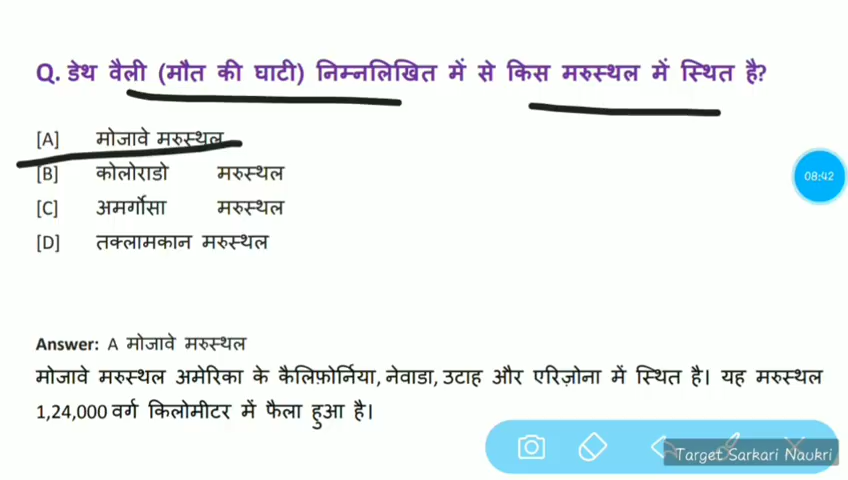 Q. डेथ वैली (मौत की घाटी) निम्नलिखित में से किस मरुस्थल में स्थित है?
[A] मोजावे मरुस्थल
[B] कोलोराडो मरुस्थल
08:42
[C] अमर्गोसा मरुस्थल
[D] तक्लामकान मरुस्थल
Answer: A मोजावे मरुस्थल
मोजावे मरुस्थल अमेरिका के कैलिफ़ोर्निया, नेवाडा, उटाह और एरिज़ोना में स्थित है। यह मरुस्थल
1,24,000 वर्ग किलोमीटर में फैला हुआ है।
Target Sarkari Naukri